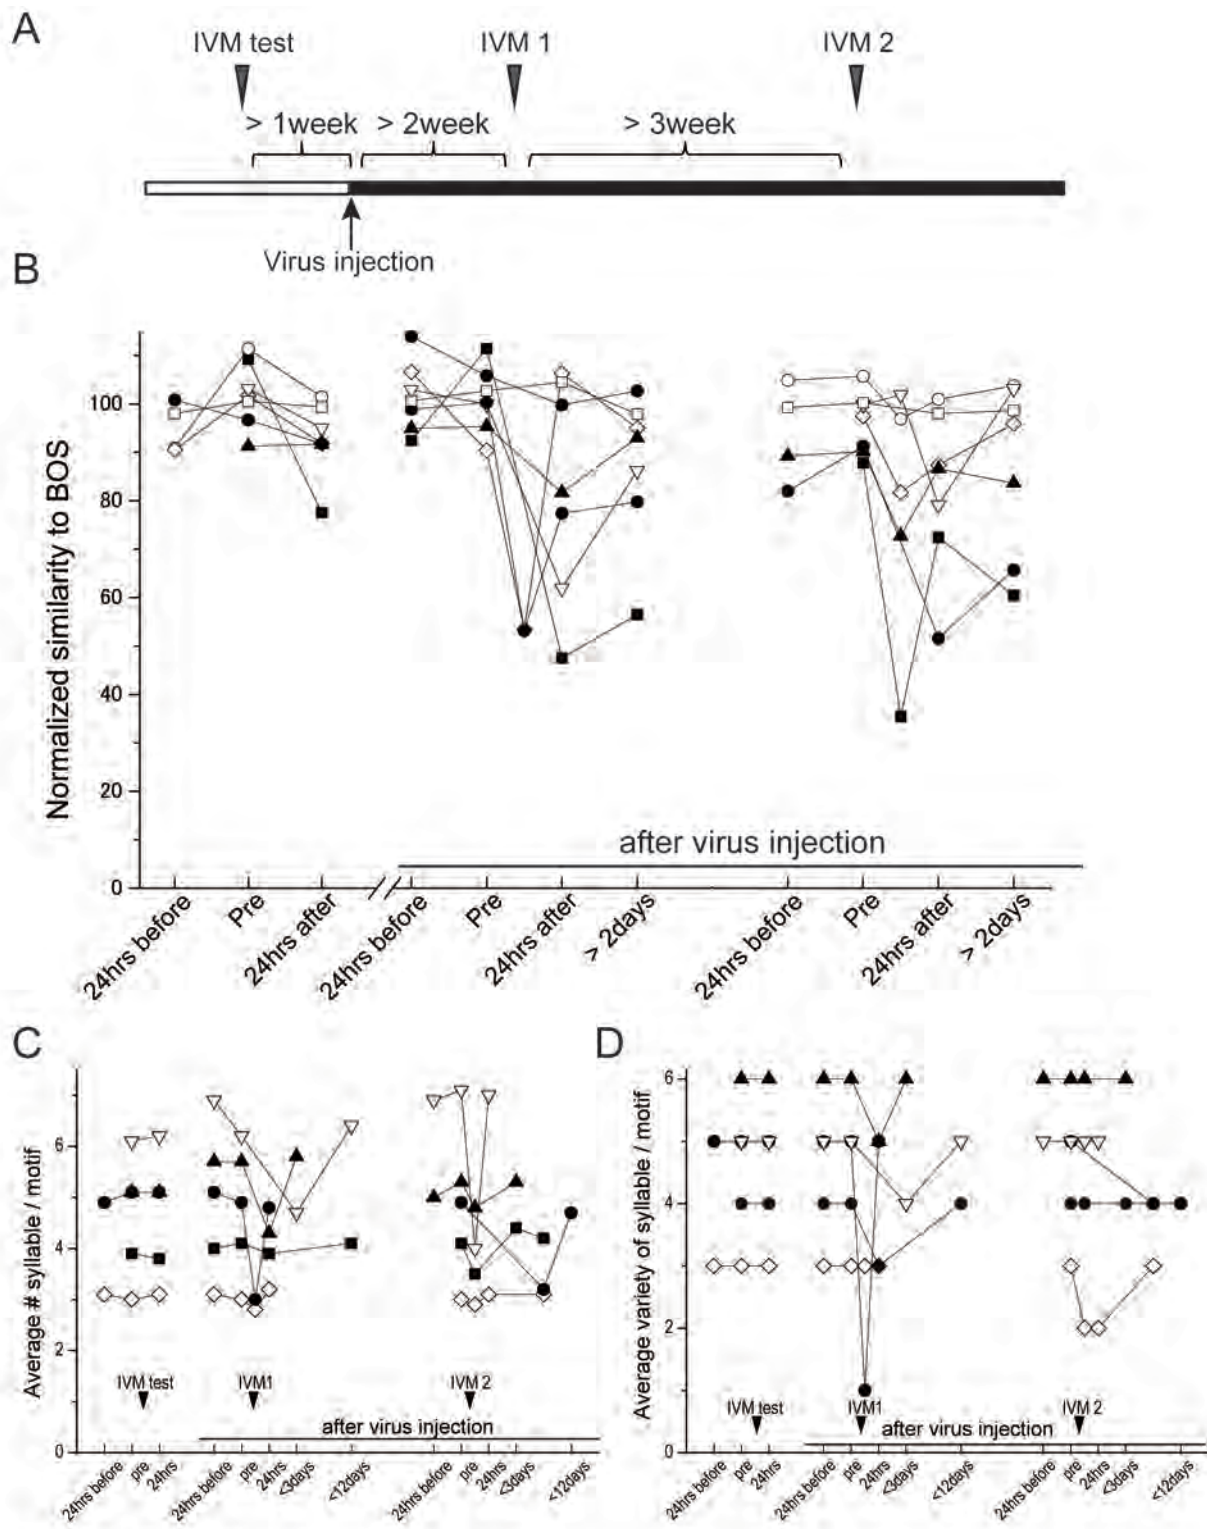 A
IVM test
IVM 1
IVM 2
> 1week
> 2week
> 3week
Virus injection
B
Normalized similarity to BOS
100
80
60
40
20
0
after virus injection
24hrs before
Pre
24hrs after
24hrs before
Pre
24hrs after
> 2days
24hrs before
Pre
24hrs after
> 2days
C
Average # syllable / motif
6
4
2
0
IVM test
IVM1
IVM 2
after virus injection
24hrs before
pre
24hrs
24hrs before
pre
24hrs
<3days
<12days
24hrs before
pre
24hrs
<3days
<12days
D
Average variety of syllable / motif
6
4
2
0
IVM test
IVM1
IVM 2
after virus injection
24hrs before
pre
24hrs
24hrs before
pre
24hrs
<3days
<12days
24hrs before
pre
24hrs
<3days
<12days